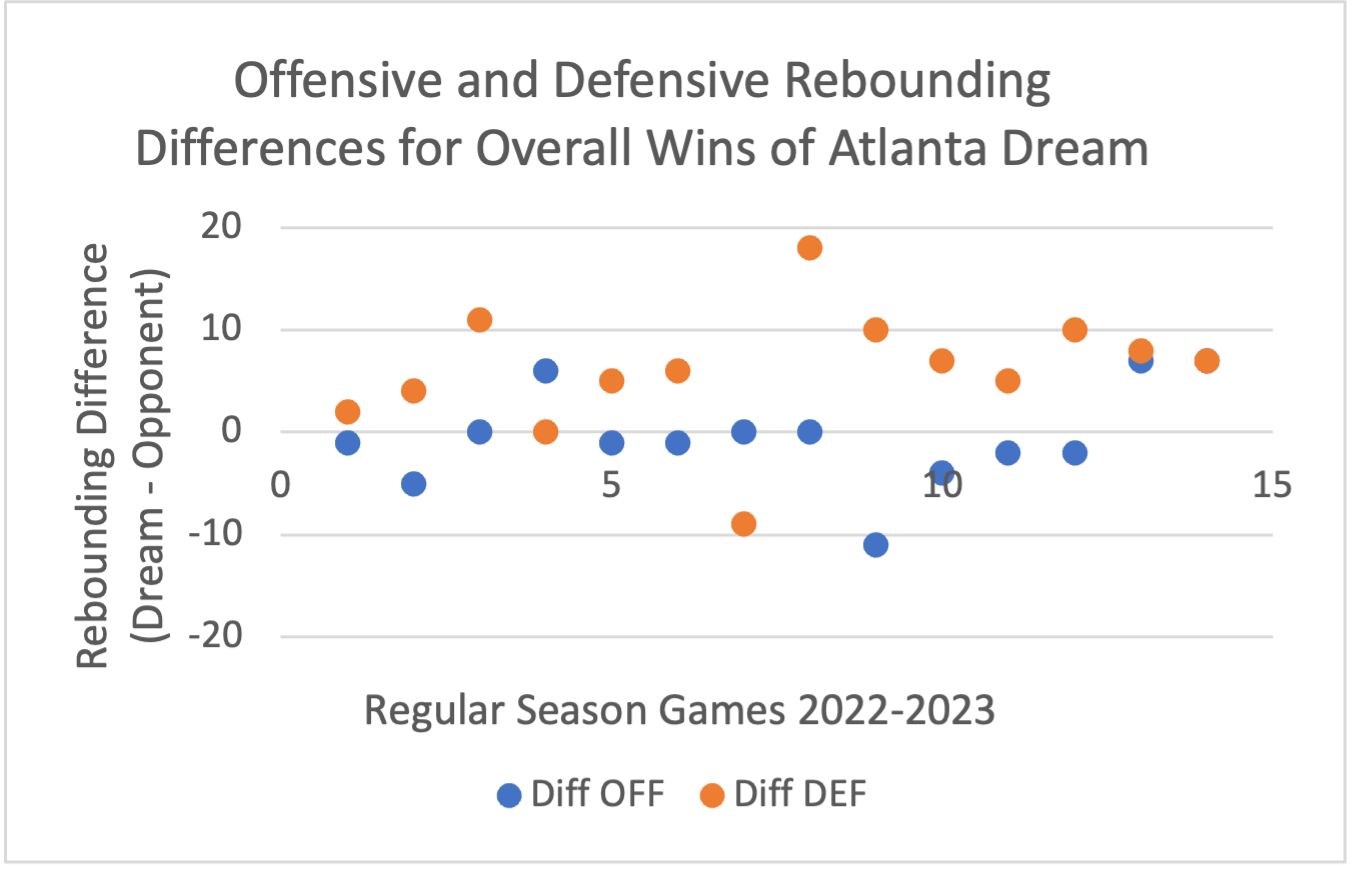 Offensive and Defensive Rebounding
Differences for Overall Wins of Atlanta Dream
Rebounding Difference
(Dream - Opponent)
20
10
0
-10
-20
0 5 10 15
Regular Season Games 2022-2023
Diff OFF Diff DEF